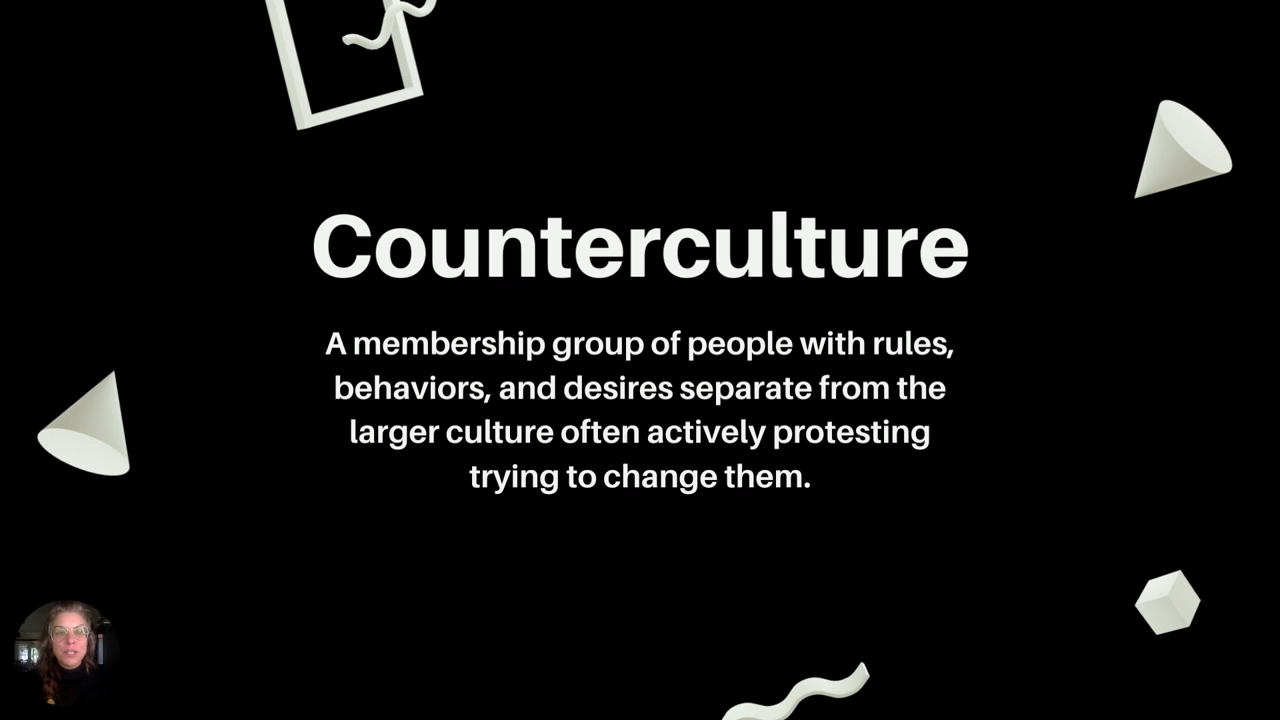 Counterculture
A membership group of people with rules,
behaviors, and desires separate from the
larger culture often actively protesting
trying to change them.